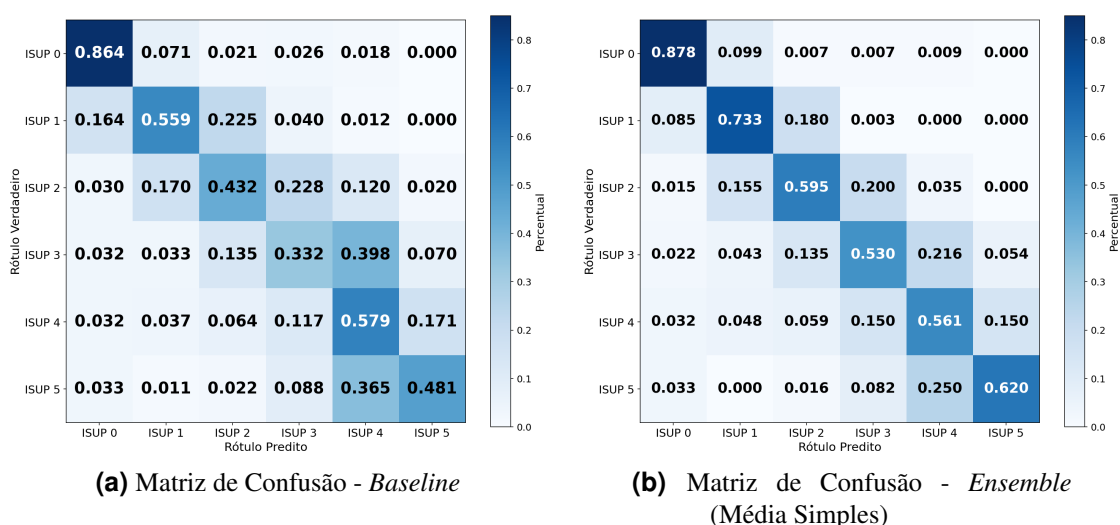 ISUP 0 0.864 0.071 0.021 0.026 0.018 0.000
ISUP 1 0.164 0.559 0.225 0.040 0.012 0.000
ISUP 2 0.030 0.170 0.432 0.228 0.120 0.020
ISUP 3 0.032 0.033 0.135 0.332 0.398 0.070
ISUP 4 0.032 0.037 0.064 0.117 0.579 0.171
ISUP 5 0.033 0.011 0.022 0.088 0.365 0.481
ISUP 0 ISUP 1 ISUP 2 ISUP 3 ISUP 4 ISUP 5
Rótulo Predito
Rótulo Verdadeiro
0.8
0.7
0.6
0.5
0.4
0.3
0.2
0.1
0.0
Percentual
(a) Matriz de Confusão - Baseline
ISUP 0 0.878 0.099 0.007 0.007 0.009 0.000
ISUP 1 0.085 0.733 0.180 0.003 0.000 0.000
ISUP 2 0.015 0.155 0.595 0.200 0.035 0.000
ISUP 3 0.022 0.043 0.135 0.530 0.216 0.054
ISUP 4 0.032 0.048 0.059 0.150 0.561 0.150
ISUP 5 0.033 0.000 0.016 0.082 0.250 0.620
ISUP 0 ISUP 1 ISUP 2 ISUP 3 ISUP 4 ISUP 5
Rótulo Predito
Rótulo Verdadeiro
0.8
0.7
0.6
0.5
0.4
0.3
0.2
0.1
0.0
Percentual
(b) Matriz de Confusão - Ensemble
(Média Simples)